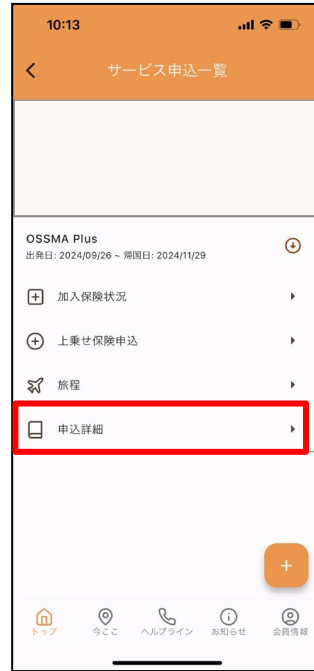 10:13
サービス申込一覧
OSSMA Plus
出発日: 2024/09/26 ~ 帰国日: 2024/11/29
加入保険状況
上乗せ保険申込
旅程
申込詳細
トップ
今ここ
ヘルプライン
お知らせ
会員情報